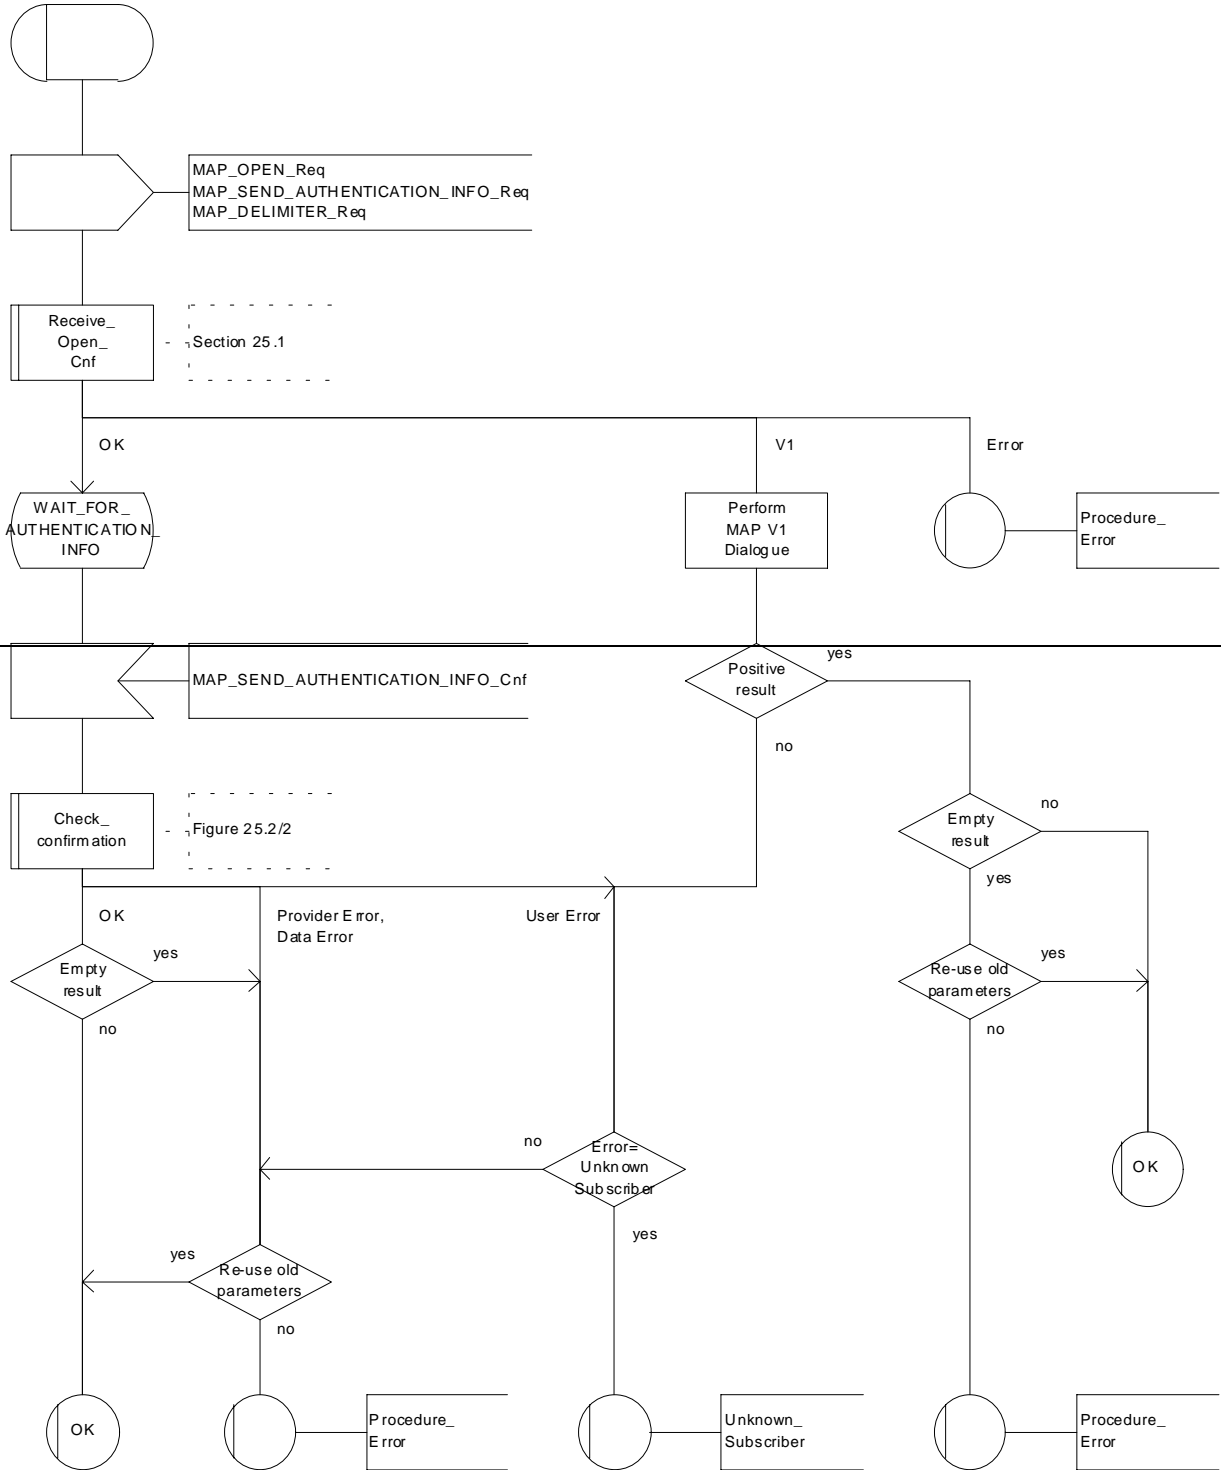 MAP_OPEN_Req
MAP_SEND_AUTHENTICATION_INFO_Req
MAP_DELIMITER_Req
Receive_
Open_
Cnf
Section 25.1
OK
V1
Error
WAIT_FOR_
AUTHENTICATION_
INFO
Perform
MAP V1
Dialogue
Procedure_
Error
MAP_SEND_AUTHENTICATION_INFO_Cnf
Positive
result
yes
no
Check_
confirmation
Figure 25.2/2
Empty
result
no
yes
OK
Provider Error,
Data Error
User Error
Empty
result
yes
no
Re-use old
parameters
yes
no
Error=
Unknown
Subscriber
no
yes
OK
Re-use old
parameters
yes
no
OK
Procedure_
Error
Unknown_
Subscriber
Procedure_
Error